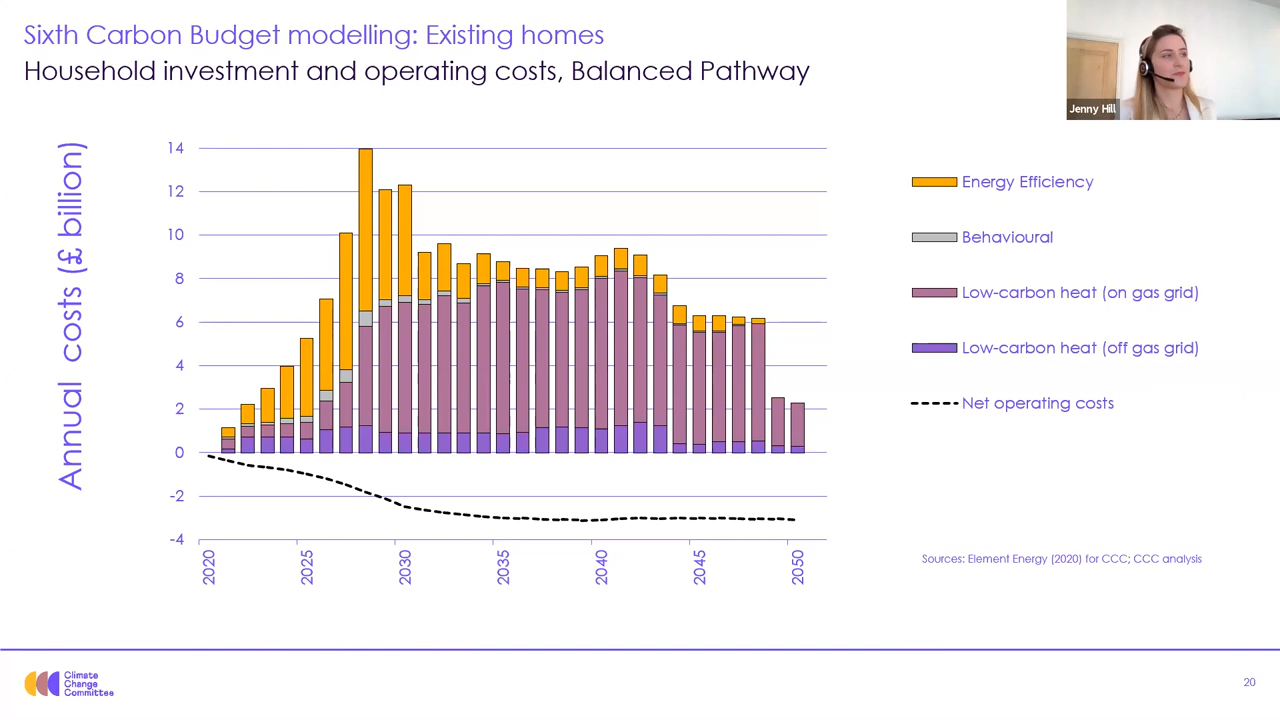 Sixth Carbon Budget modelling: Existing homes
Household investment and operating costs, Balanced Pathway
Jenny Hill
Annual costs (£ billion)
14
12
10
8
6
4
2
0
-2
-4
2020
2025
2030
2035
2040
2045
2050
Energy Efficiency
Behavioural
Low-carbon heat (on gas grid)
Low-carbon heat (off gas grid)
Net operating costs
Sources: Element Energy (2020) for CCC; CCC analysis
Climate
Change
Committee
20